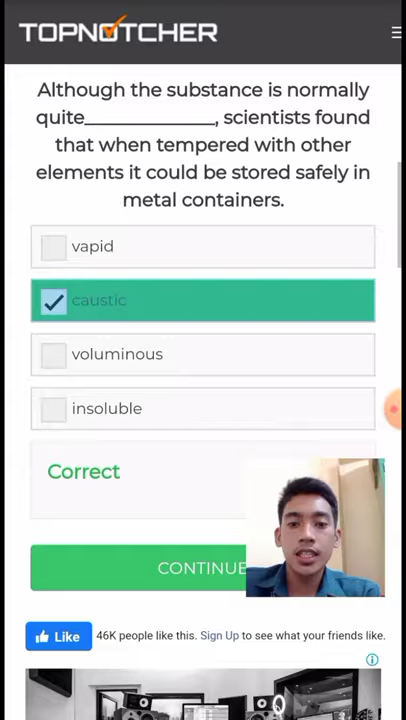 TOPNOTCHER
Although the substance is normally
quite____________, scientists found
that when tempered with other
elements it could be stored safely in
metal containers.
vapid
caustic
voluminous
insoluble
Correct
CONTINUE
Like 46K people like this. Sign Up to see what your friends like.